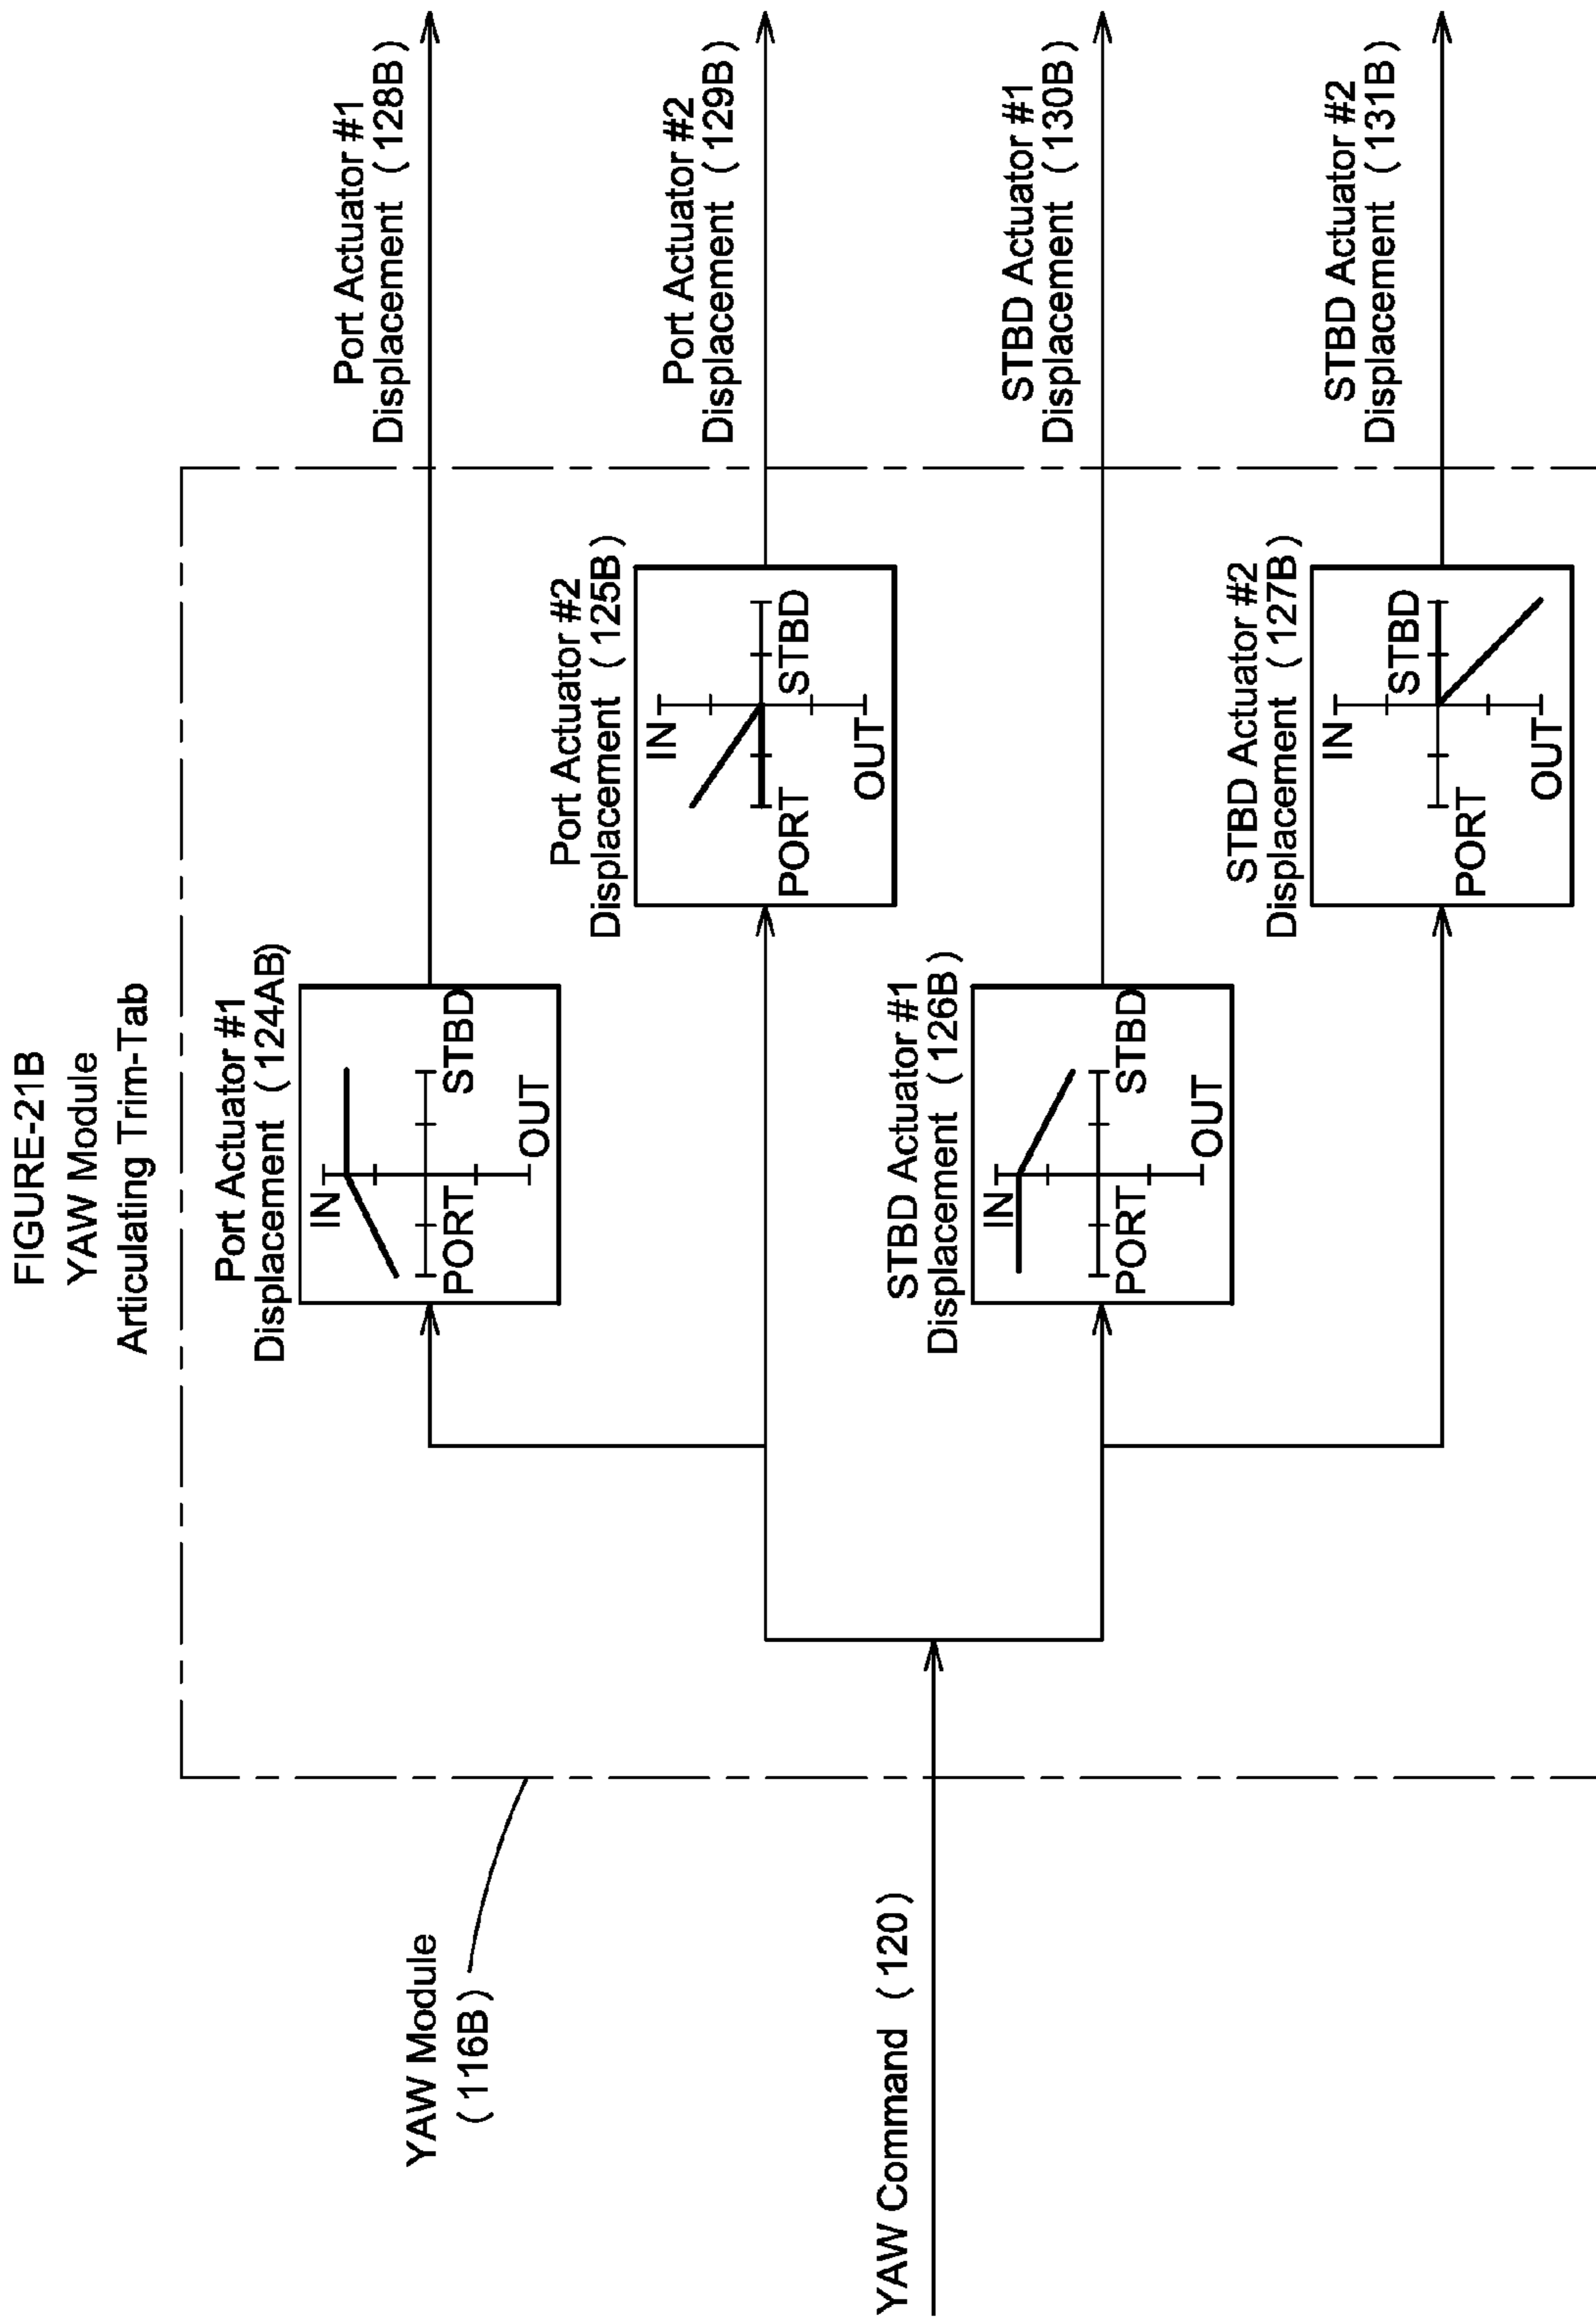 FIGURE-21B
YAW Module
Articulating Trim-Tab
YAW Module
(116B)
YAW Command (120)
Port Actuator #1
Displacement (124AB)
IN
PORT
STBD
OUT
Port Actuator #1
Displacement (128B)
Port Actuator #2
Displacement (125B)
IN
PORT
STBD
OUT
Port Actuator #2
Displacement (129B)
STBD Actuator #1
Displacement (126B)
IN
PORT
STBD
OUT
STBD Actuator #1
Displacement (130B)
STBD Actuator #2
Displacement (127B)
IN
STBD
PORT
OUT
STBD Actuator #2
Displacement (131B)